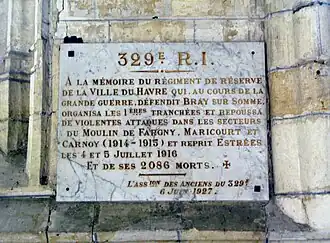 329E R.I.
À LA MÉMOIRE DU RÉGIMENT DE RÉSERVE
DE LA VILLE DU HAVRE QUI, AU COURS DE LA
GRANDE GUERRE, DÉFENDIT BRAY SUR SOMME,
ORGANISA LES 1ÈRES TRANCHÉES ET REPOUSSA
DE VIOLENTES ATTAQUES DANS LES SECTEURS
DU MOULIN DE FARGNY, MARICOURT ET
CARNOY (1914-1915) ET REPRIT ESTRÉES
LES 4 ET 5 JUILLET 1916
ET DE SES 2086 MORTS. ✠
L'ASSION DES ANCIENS DU 329E
6 JUIN 1927.